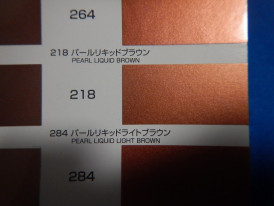 264
218 パールリキッドブラウン
PEARL LIQUID BROWN
218
284 パールリキッドライトブラウン
PEARL LIQUID LIGHT BROWN
284